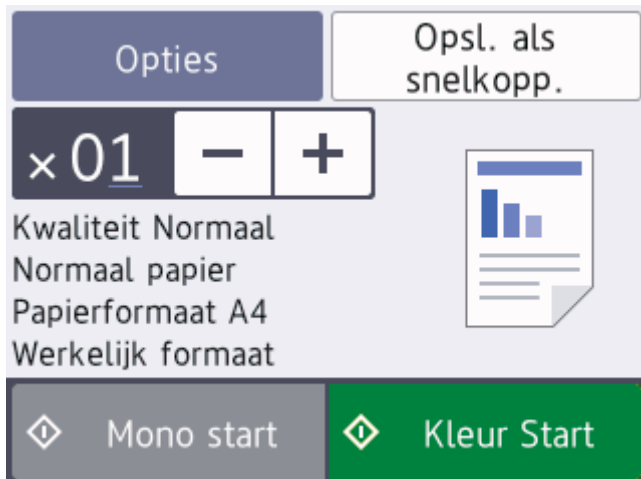 Opties
Opsl. als
snelkopp.
×01
− +
Kwaliteit Normaal
Normaal papier
Papierformaat A4
Werkelijk formaat
Mono start
Kleur Start